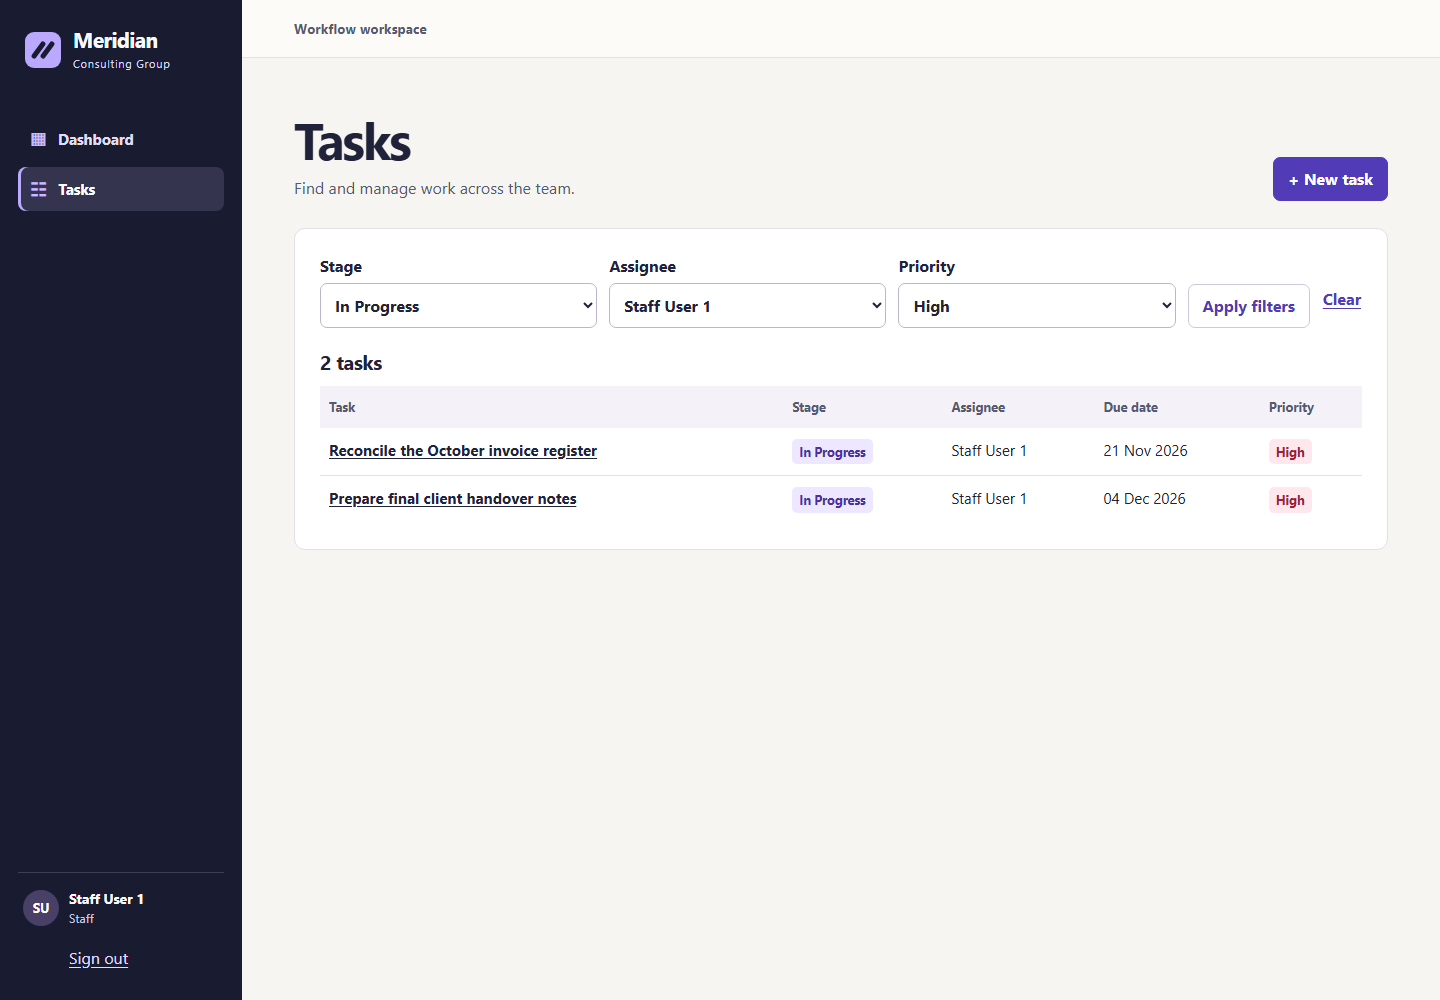 Meridian
Consulting Group
Dashboard
Tasks
Staff User 1
SU
Staff
Sign out
Workflow workspace
Tasks
Find and manage work across the team.
+ New task
Stage Assignee Priority
In Progress Staff User 1 High Apply filters Clear
2 tasks
Task Stage Assignee Due date Priority
Reconcile the October invoice register In Progress Staff User 1 21 Nov 2026 High
Prepare final client handover notes In Progress Staff User 1 04 Dec 2026 High